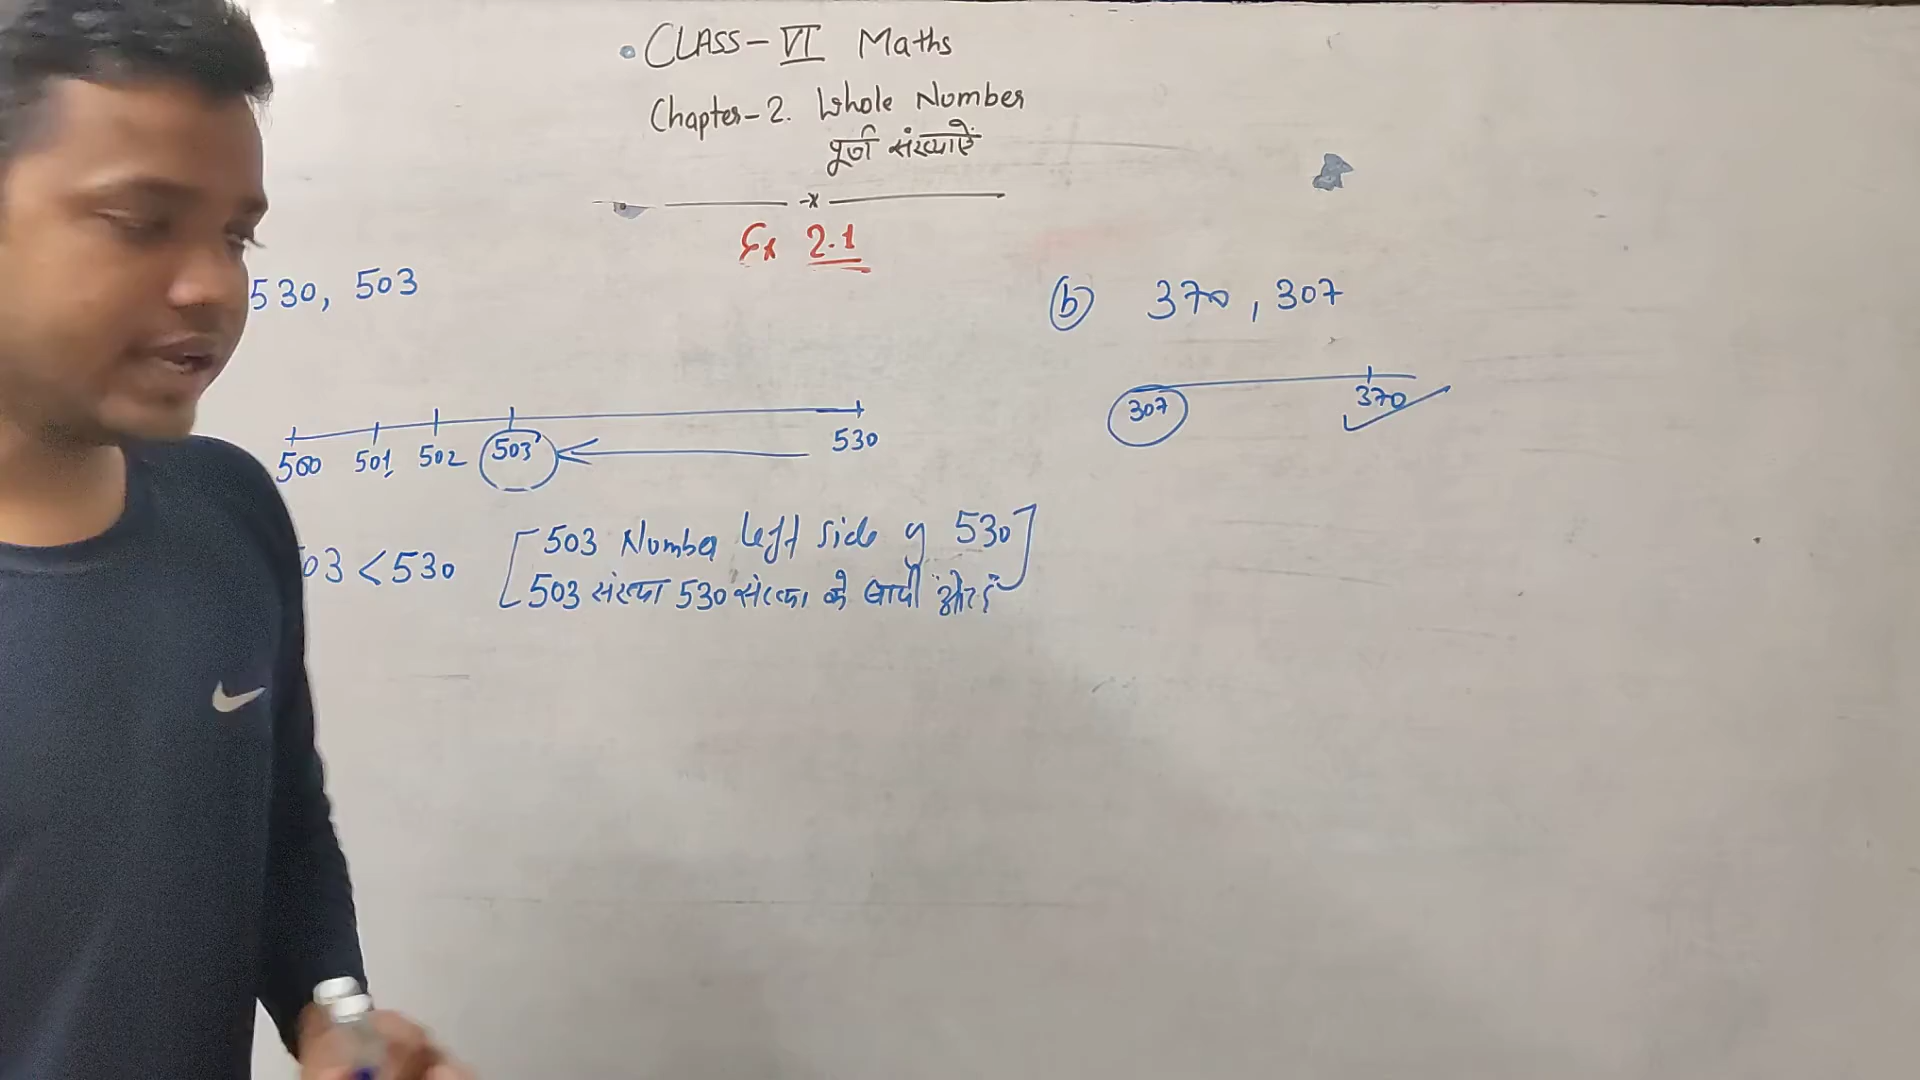 CLASS-VI Maths
Chapter-2. Whole Number
पूर्ण संख्याऐं
x
Ex 2.1
530, 503
500 501 502 503 530
03 < 530
[503 Number left side of 530]
503 संख्या 530 संख्या के बायी ओर है
(b) 370, 307
307 370